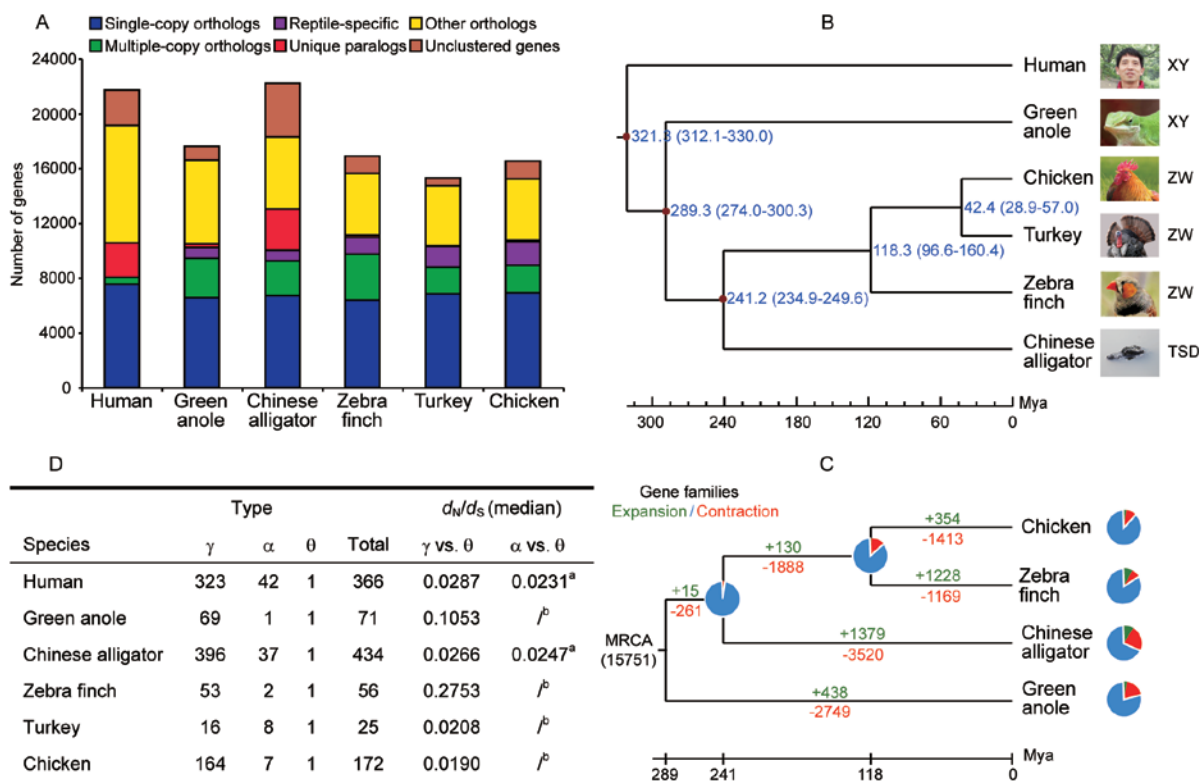 A
Single-copy orthologs Reptile-specific Other orthologs
Multiple-copy orthologs Unique paralogs Unclustered genes
Number of genes
24000
20000
16000
12000
8000
4000
0
Human Green anole Chinese alligator Zebra finch Turkey Chicken
B
Human XY
Green anole XY
Chicken ZW
Turkey ZW
Zebra finch ZW
Chinese alligator TSD
321.3 (312.1-330.0)
289.3 (274.0-300.3)
42.4 (28.9-57.0)
118.3 (96.6-160.4)
241.2 (234.9-249.6)
Mya
300 240 180 120 60 0
D
Type dN/dS (median)
Species γ α θ Total γ vs. θ α vs. θ
Human 323 42 1 366 0.0287 0.0231a
Green anole 69 1 1 71 0.1053 /b
Chinese alligator 396 37 1 434 0.0266 0.0247a
Zebra finch 53 2 1 56 0.2753 /b
Turkey 16 8 1 25 0.0208 /b
Chicken 164 7 1 172 0.0190 /b
C
Gene families
Expansion/Contraction
+354
-1413
Chicken
+130
-1888
+1228
-1169
Zebra finch
+15
-261
MRCA
(15751)
+1379
-3520
Chinese alligator
+438
-2749
Green anole
Mya
289 241 118 0